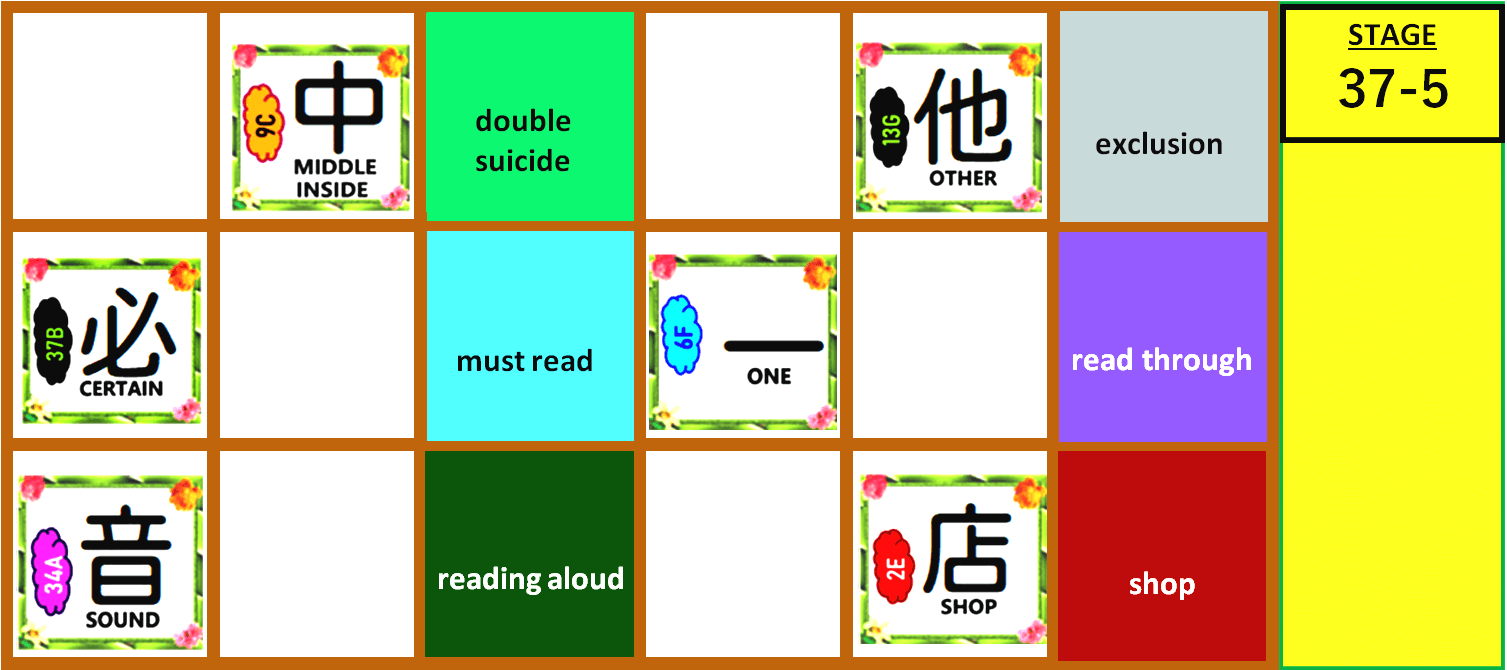 9C
中
MIDDLE
INSIDE
double
suicide
13G
他
OTHER
exclusion
STAGE
37-5
37B
必
CERTAIN
must read
6F
一
ONE
read through
34A
音
SOUND
reading aloud
2E
店
SHOP
shop